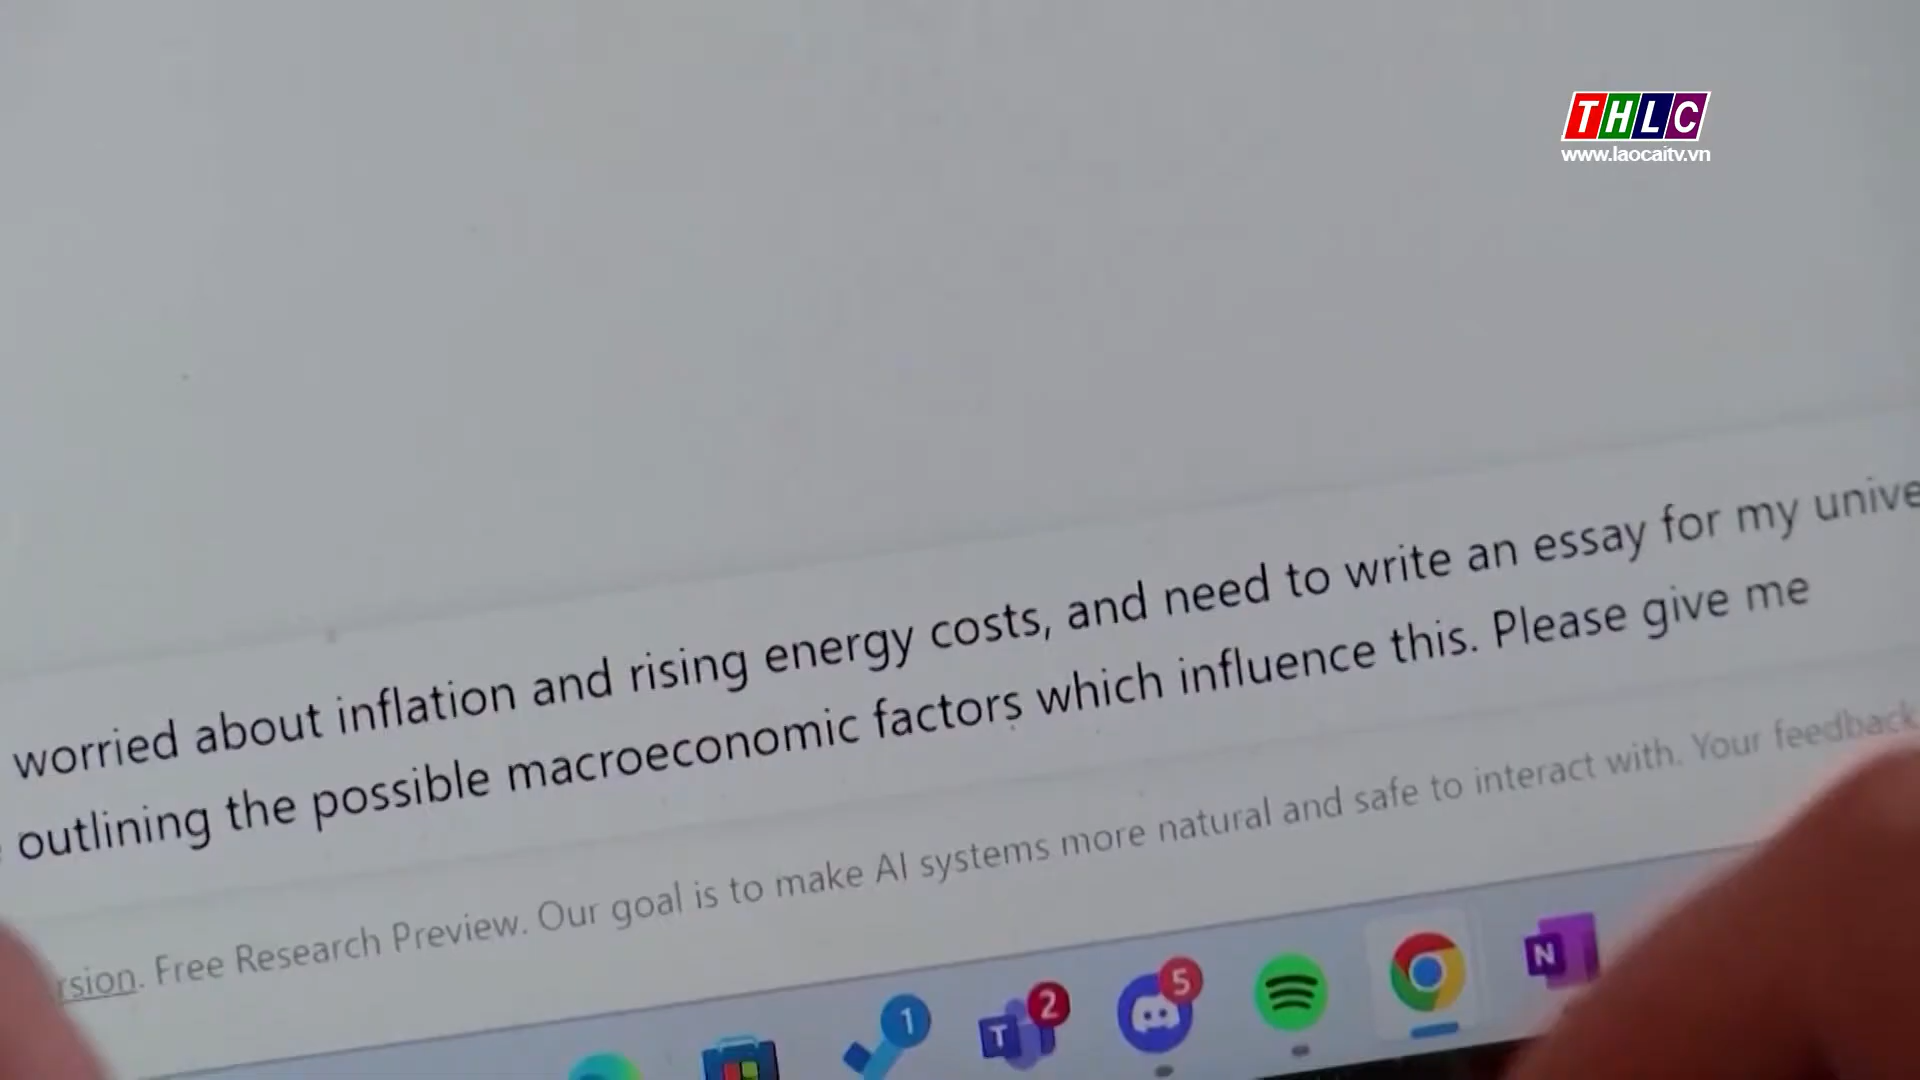 THLC
www.laocaitv.vn
worried about inflation and rising energy costs, and need to write an essay for my unive
outlining the possible macroeconomic factors which influence this. Please give me
rsion. Free Research Preview. Our goal is to make AI systems more natural and safe to interact with. Your feedback
1
T
2
5
N